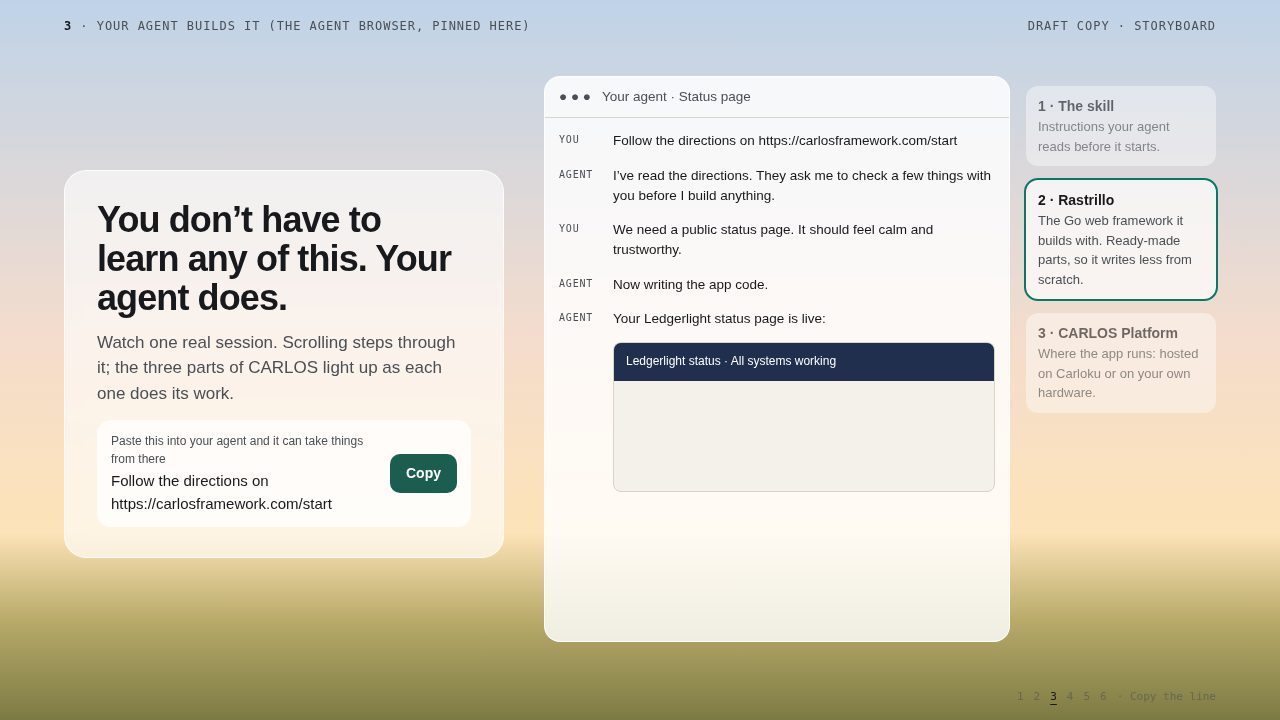 3 · YOUR AGENT BUILDS IT (THE AGENT BROWSER, PINNED HERE)
DRAFT COPY · STORYBOARD
You don’t have to
learn any of this. Your
agent does.
Watch one real session. Scrolling steps through
it; the three parts of CARLOS light up as each
one does its work.
Paste this into your agent and it can take things
from there
Follow the directions on
https://carlosframework.com/start
Copy
Your agent · Status page
YOU
Follow the directions on https://carlosframework.com/start
AGENT
I’ve read the directions. They ask me to check a few things with
you before I build anything.
YOU
We need a public status page. It should feel calm and
trustworthy.
AGENT
Now writing the app code.
AGENT
Your Ledgerlight status page is live:
Ledgerlight status · All systems working
1 · The skill
Instructions your agent
reads before it starts.
2 · Rastrillo
The Go web framework it
builds with. Ready-made
parts, so it writes less from
scratch.
3 · CARLOS Platform
Where the app runs: hosted
on Carloku or on your own
hardware.
1 2 3 4 5 6 · Copy the line